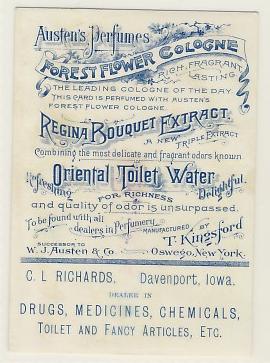 Austen's Perfumes
FOREST FLOWER COLOGNE
RICH, FRAGRANT
LASTING
THE LEADING COLOGNE OF THE DAY
THIS CARD IS PERFUMED WITH AUSTEN'S
FOREST FLOWER COLOGNE.
REGINA BOUQUET EXTRACT.
A NEW TRIPLE EXTRACT
Combining the most delicate and fragrant odors known
Oriental Toilet Water
Refreshing
Delightful.
FOR RICHNESS
and quality of odor is unsurpassed.
To be found with all
dealers in Perfumery.
MANUFACTURED BY
SUCCESSOR TO
T. Kingsford
W. J. Austen & Co.
Oswego, New York.
C. L RICHARDS, Davenport, Iowa.
DEALER IN
DRUGS, MEDICINES, CHEMICALS,
TOILET AND FANCY ARTICLES, ETC.